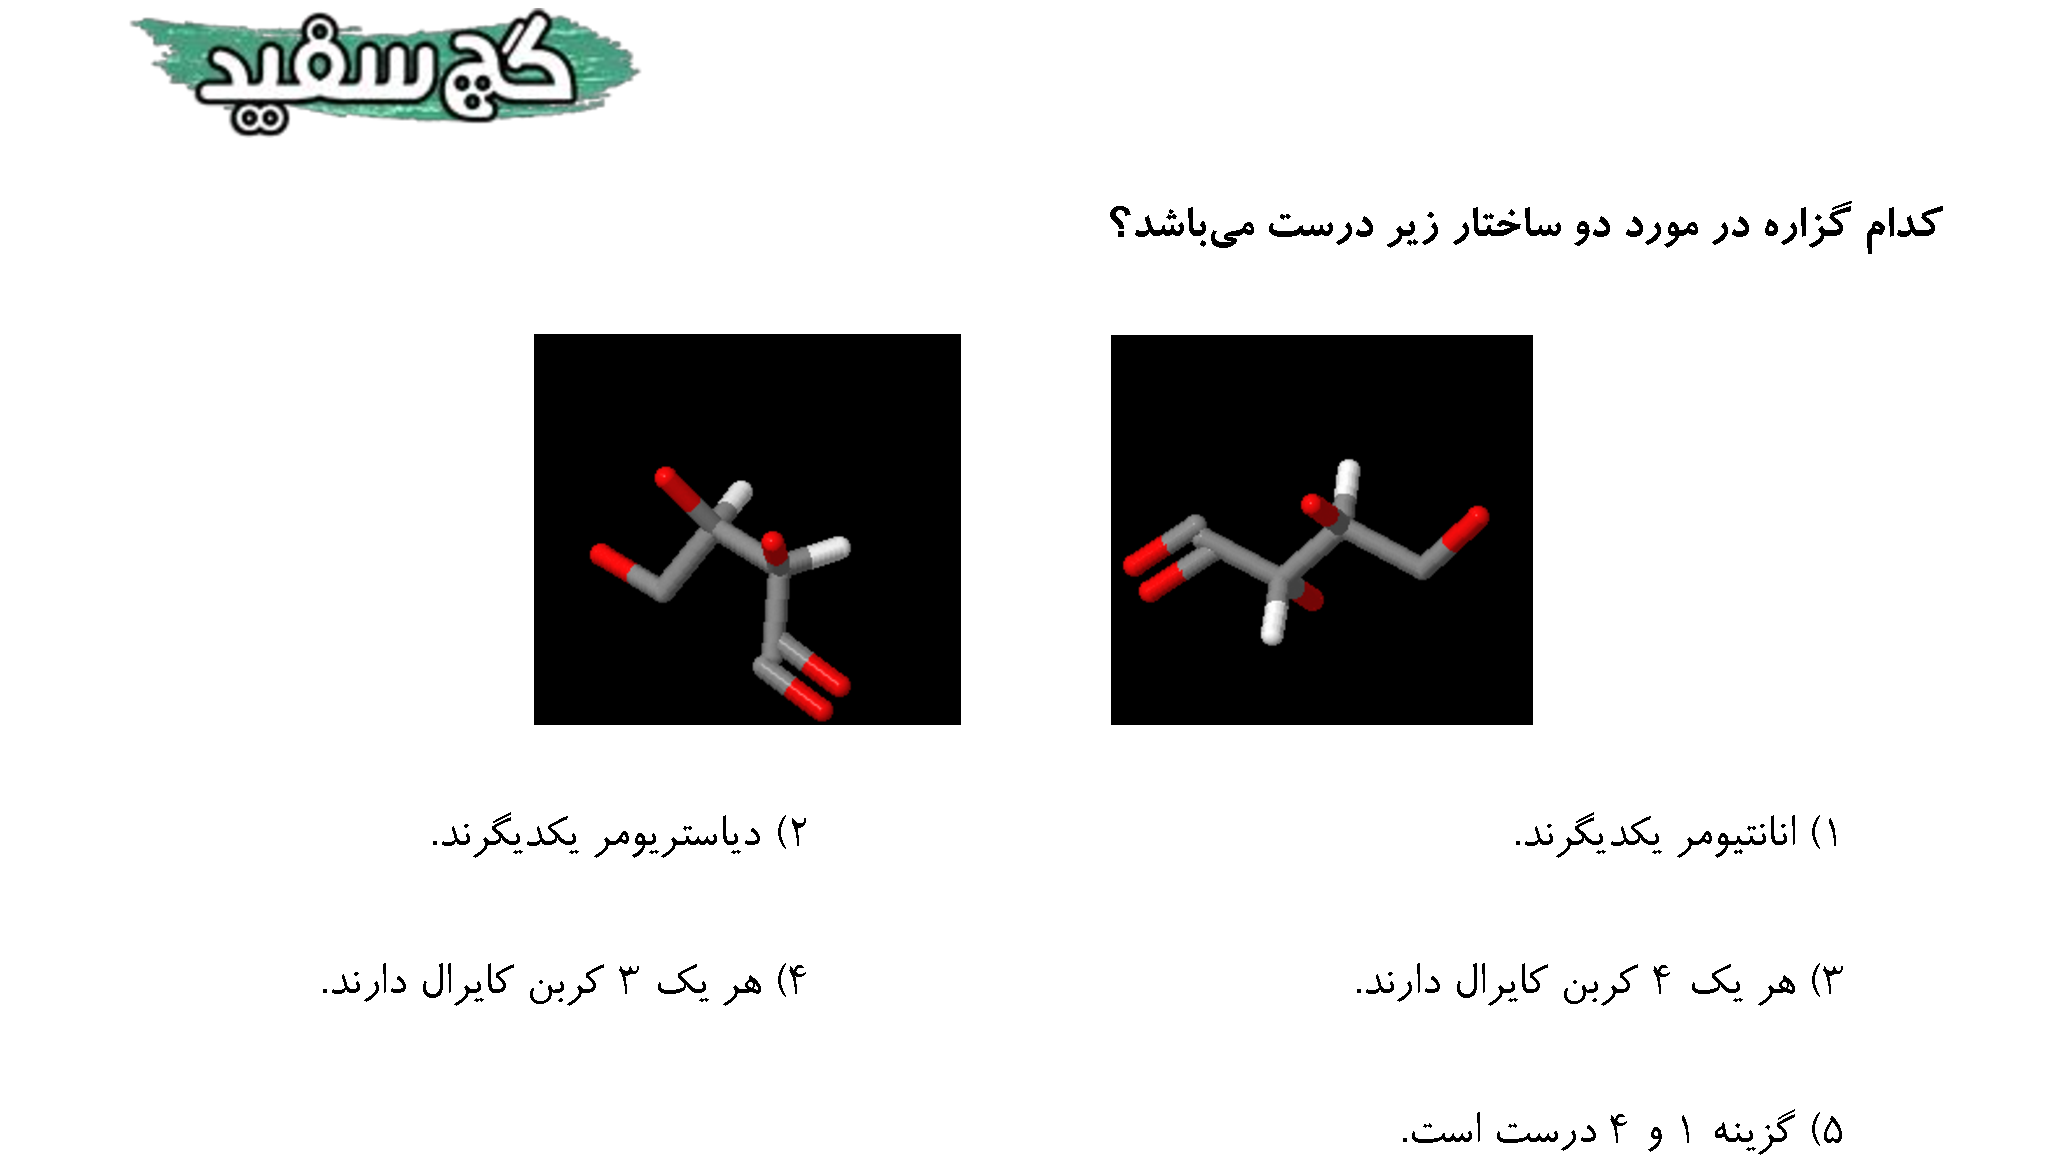 گچ سفید
کدام گزاره در مورد دو ساختار زیر درست می‌باشد؟
۱) انانتیومر یکدیگرند.
۲) دیاستریومر یکدیگرند.
۳) هر یک ۴ کربن کایرال دارند.
۴) هر یک ۳ کربن کایرال دارند.
۵) گزینه ۱ و ۴ درست است.